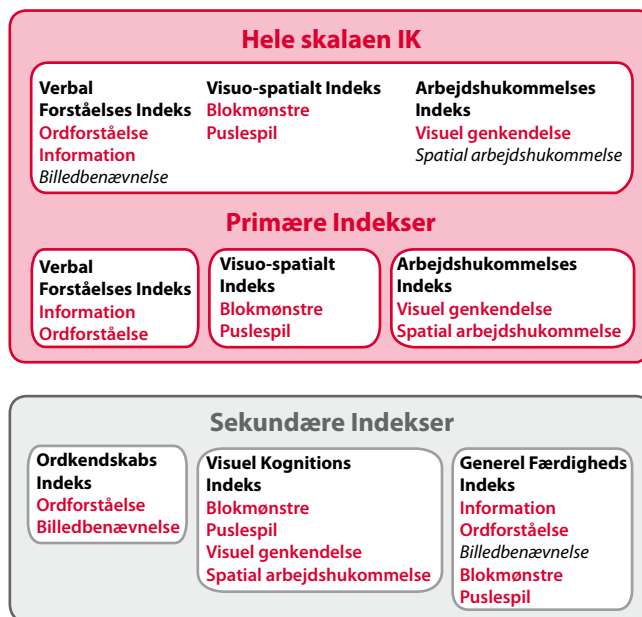 Hele skalaen IK
Verbal
Forståelses Indeks
Ordforståelse
Information
Billedbenævnelse
Visuo-spatialt Indeks
Blokmønstre
Puslespil
Arbejdshukommelses
Indeks
Visuel genkendelse
Spatial arbejdshukommelse
Primære Indekser
Verbal
Forståelses Indeks
Information
Ordforståelse
Visuo-spatialt
Indeks
Blokmønstre
Puslespil
Arbejdshukommelses
Indeks
Visuel genkendelse
Spatial arbejdshukommelse
Sekundære Indekser
Ordkendskabs
Indeks
Ordforståelse
Billedbenævnelse
Visuel Kognitions
Indeks
Blokmønstre
Puslespil
Visuel genkendelse
Spatial arbejdshukommelse
Generel Færdigheds
Indeks
Information
Ordforståelse
Billedbenævnelse
Blokmønstre
Puslespil